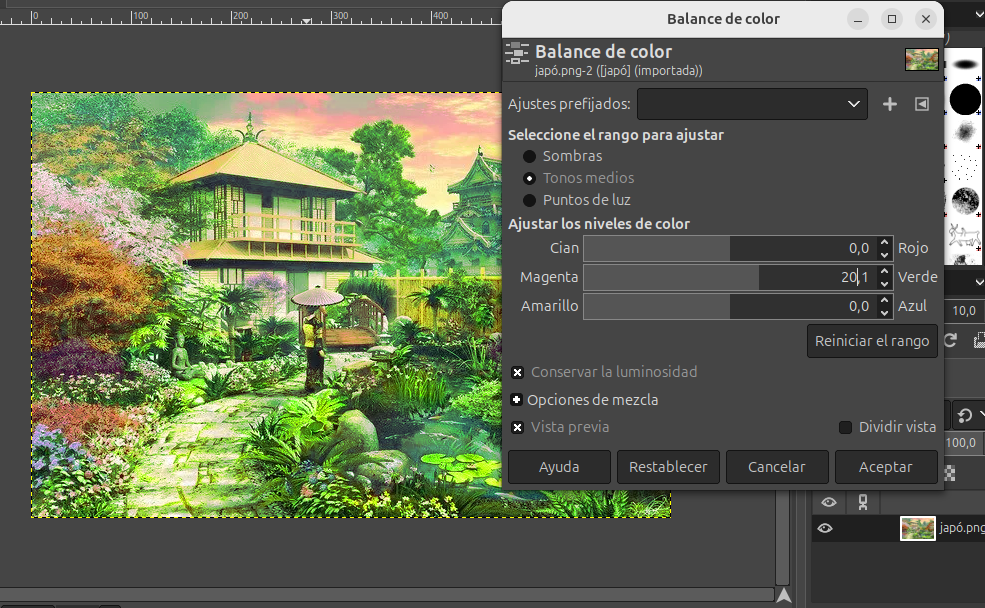 0 100 200 300 400
Balance de color
Balance de color
japó.png-2 ([japó] (importada))
Ajustes prefijados:
Seleccione el rango para ajustar
Sombras
Tonos medios
Puntos de luz
Ajustar los niveles de color
Cian 0,0 Rojo
Magenta 20,1 Verde
Amarillo 0,0 Azul
10,0
Reiniciar el rango
Conservar la luminosidad
Opciones de mezcla
Vista previa Dividir vista
100,0
Ayuda Restablecer Cancelar Aceptar
japó.png